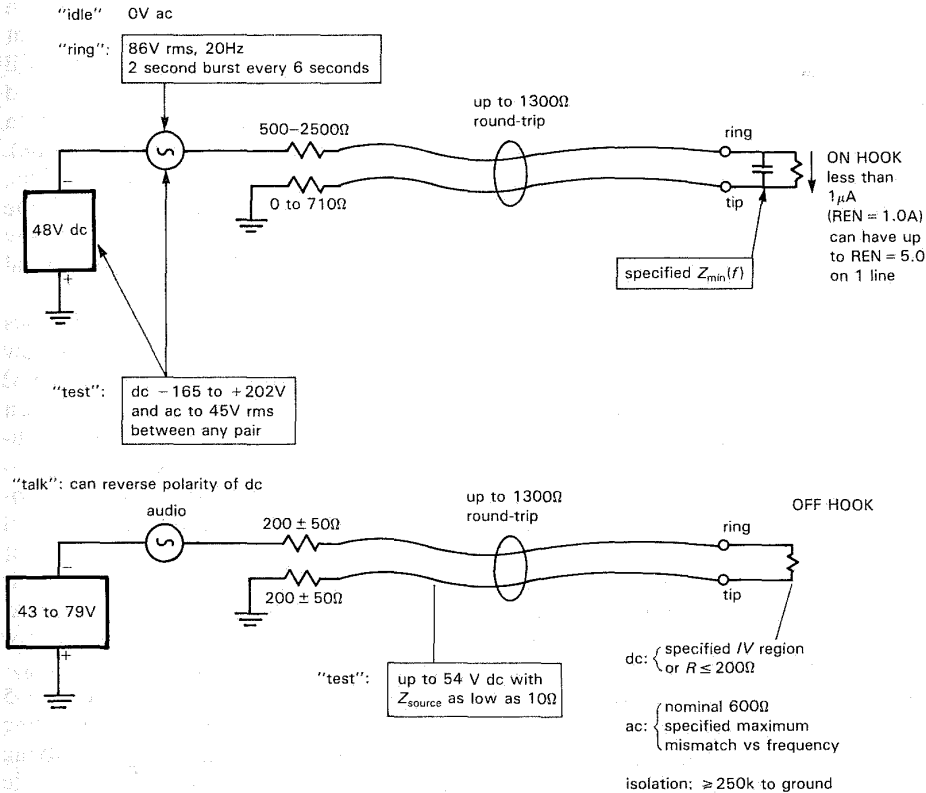 "idle" 0V ac
"ring":
86V rms, 20Hz
2 second burst every 6 seconds
up to 1300Ω
round-trip
500–2500Ω
0 to 710Ω
ring
tip
ON HOOK
less than
1μA
(REN = 1.0A)
can have up
to REN = 5.0
on 1 line
−
48V dc
+
specified Zmin(f)
"test":
dc −165 to +202V
and ac to 45V rms
between any pair
"talk": can reverse polarity of dc
audio
up to 1300Ω
round-trip
OFF HOOK
200 ± 50Ω
200 ± 50Ω
ring
tip
−
43 to 79V
+
"test":
up to 54 V dc with
Zsource as low as 10Ω
dc: { specified IV region
or R ≤ 200Ω
ac: { nominal 600Ω
specified maximum
mismatch vs frequency
isolation: ≥ 250k to ground